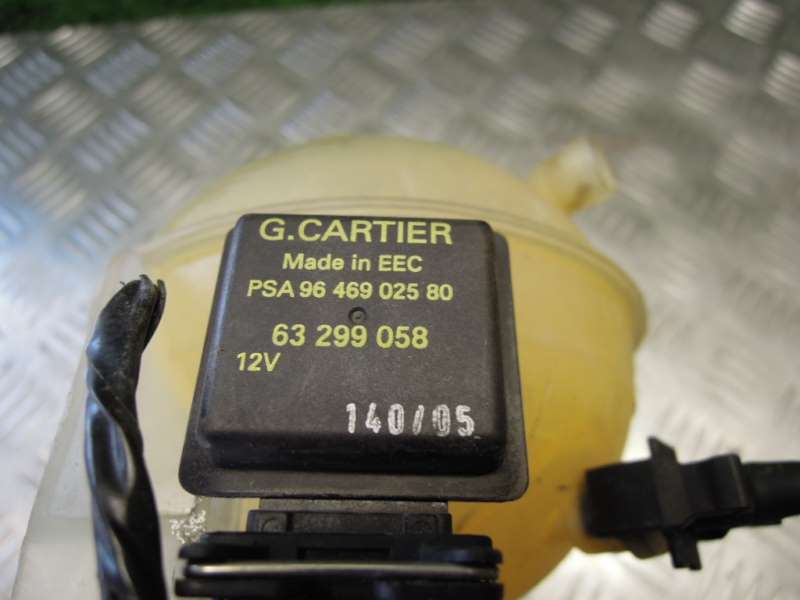 G.CARTIER
Made in EEC
PSA 96 469 025 80
63 299 058
12V
140/05